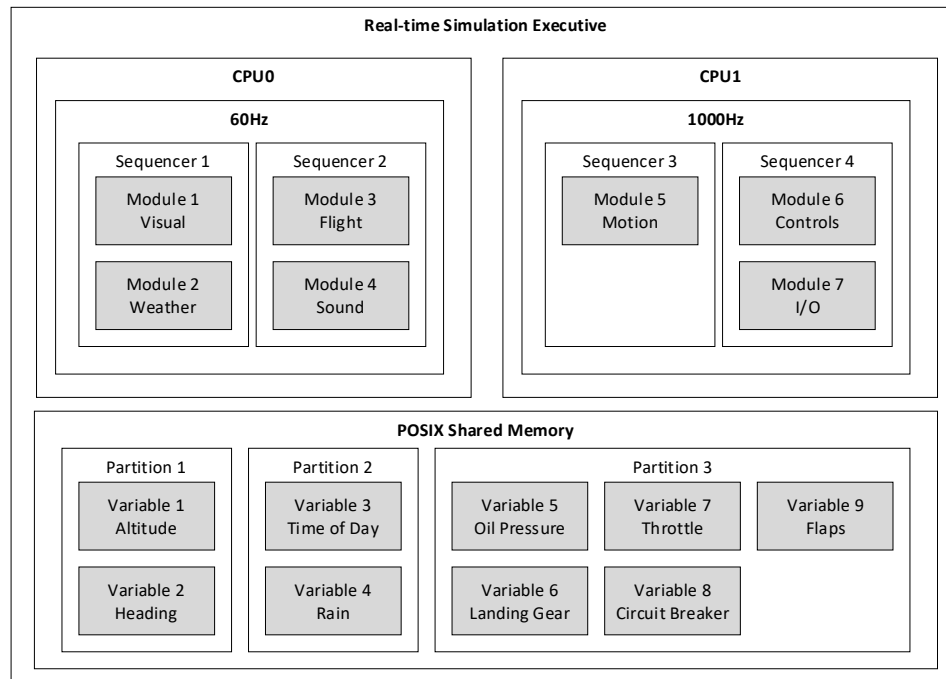 Real-time Simulation Executive
CPU0
60Hz
Sequencer 1
Module 1
Visual
Module 2
Weather
Sequencer 2
Module 3
Flight
Module 4
Sound
CPU1
1000Hz
Sequencer 3
Module 5
Motion
Sequencer 4
Module 6
Controls
Module 7
I/O
POSIX Shared Memory
Partition 1
Variable 1
Altitude
Variable 2
Heading
Partition 2
Variable 3
Time of Day
Variable 4
Rain
Partition 3
Variable 5
Oil Pressure
Variable 6
Landing Gear
Variable 7
Throttle
Variable 8
Circuit Breaker
Variable 9
Flaps